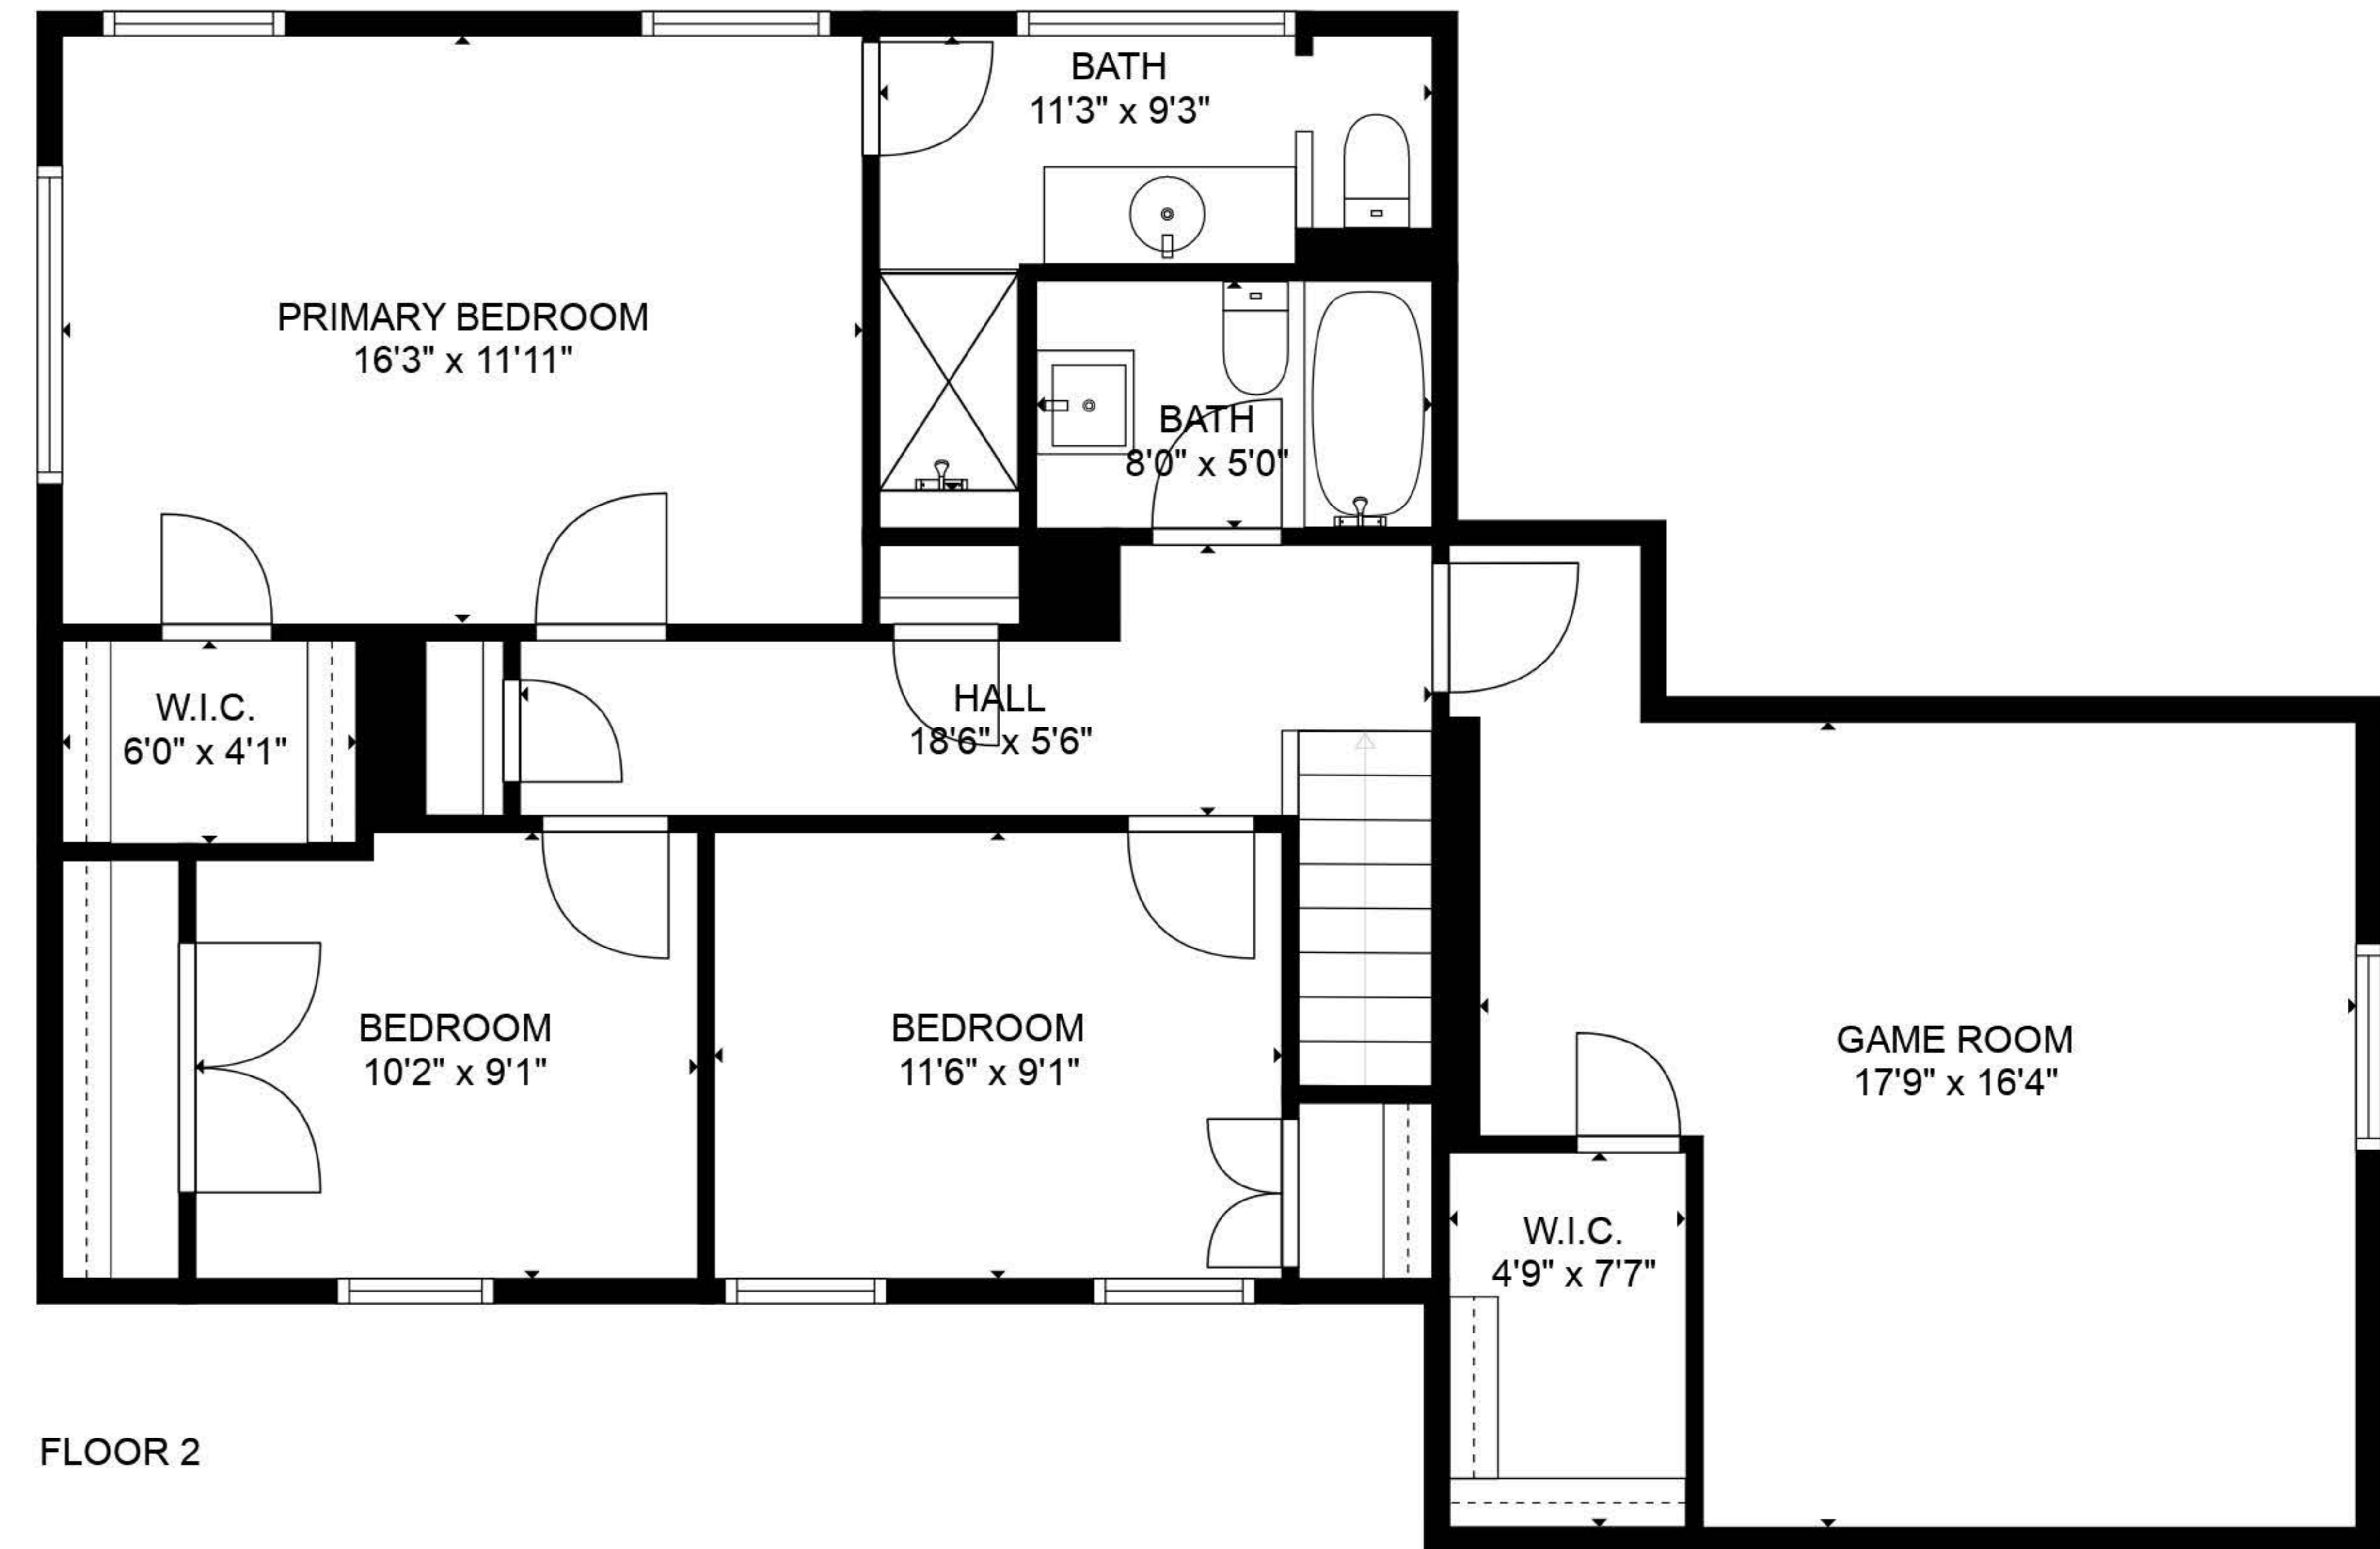 BATH
11'3" x 9'3"
PRIMARY BEDROOM
16'3" x 11'11"
BATH
8'0" x 5'0"
W.I.C.
6'0" x 4'1"
HALL
18'6" x 5'6"
BEDROOM
10'2" x 9'1"
BEDROOM
11'6" x 9'1"
GAME ROOM
17'9" x 16'4"
W.I.C.
4'9" x 7'7"
FLOOR 2